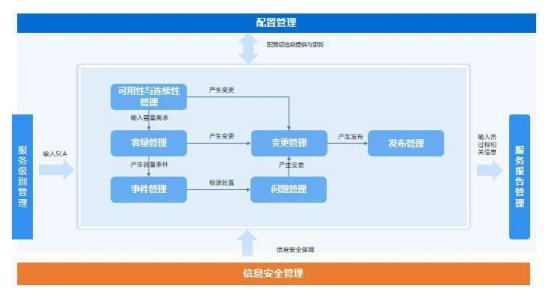 配置管理
配置项信息提供与更新
可用性与连续性
管理
产生变更
输入容量需求
容量管理
产生变更
变更管理
产生发布
发布管理
产生容量事件
产生变更
事件管理
根源处置
问题管理
服务级别管理
输入SLA
输入各
过程相
关信息
服务报告管理
信息安全保障
信息安全管理